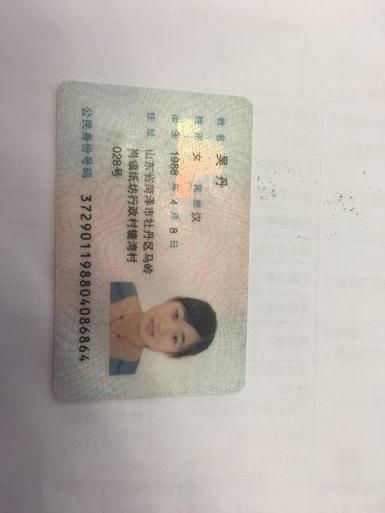 姓名 吴丹
性别 女 民族 汉
出生 1988 年 4 月 8 日
住址 山东省菏泽市牡丹区马岭
岗镇纸坊行政村湾村
028号
公民身份号码 372901198804086864